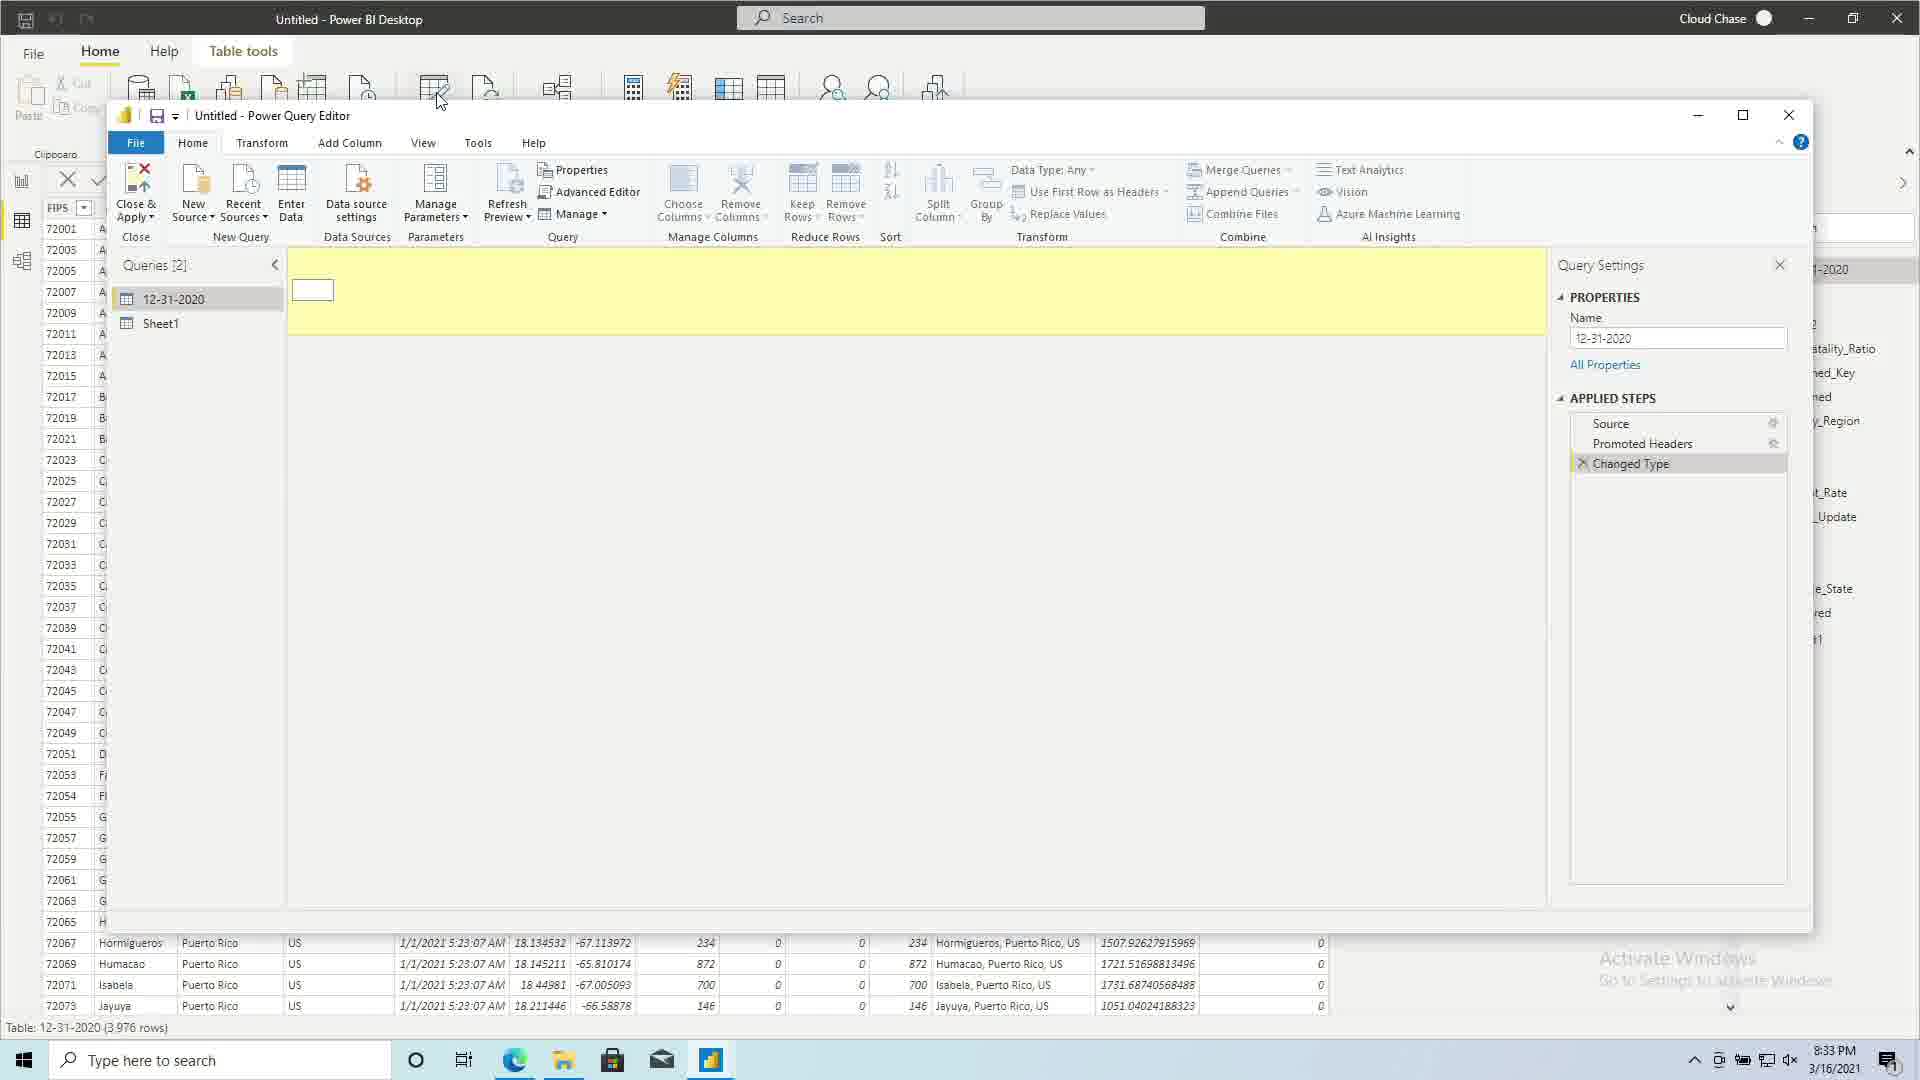 Untitled - Power BI Desktop
Search
Cloud Chase
File
Home
Help
Table tools
Cut
Copy
Paste
Untitled - Power Query Editor
File
Home
Transform
Add Column
View
Tools
Help
Close &
Apply
New
Source
Recent
Sources
Enter
Data
Data source
settings
Manage
Parameters
Refresh
Preview
Properties
Advanced Editor
Manage
Choose
Columns
Remove
Columns
Keep
Rows
Remove
Rows
Split
Column
Group
By
Data Type: Any
Use First Row as Headers
Replace Values
Merge Queries
Append Queries
Combine Files
Text Analytics
Vision
Azure Machine Learning
Close
New Query
Data Sources
Parameters
Query
Manage Columns
Reduce Rows
Sort
Transform
Combine
AI Insights
Queries [2]
12-31-2020
Sheet1
Query Settings
PROPERTIES
Name
12-31-2020
All Properties
APPLIED STEPS
Source
Promoted Headers
Changed Type
FIPS
72001
72003
72005
72007
72009
72011
72013
72015
72017
72019
72021
72023
72025
72027
72029
72031
72033
72035
72037
72039
72041
72043
72045
72047
72049
72051
72053
72054
72055
72057
72059
72061
72063
72065
72067 Hormigueros Puerto Rico US 1/1/2021 5:23:07 AM 18.134532 -67.113972 234 0 0 234 Hormigueros, Puerto Rico, US 1507.92627915969 0
72069 Humacao Puerto Rico US 1/1/2021 5:23:07 AM 18.145211 -65.810174 872 0 0 872 Humacao, Puerto Rico, US 1721.51698813496 0
72071 Isabela Puerto Rico US 1/1/2021 5:23:07 AM 18.44981 -67.005093 700 0 0 700 Isabela, Puerto Rico, US 1731.68740568488 0
72073 Jayuya Puerto Rico US 1/1/2021 5:23:07 AM 18.211446 -66.58878 146 0 0 146 Jayuya, Puerto Rico, US 1051.04024188323 0
-2020
atality_Ratio
ned_Key
ned
y_Region
t_Rate
_Update
e_State
red
Activate Windows
Go to Settings to activate Windows.
Table: 12-31-2020 (3,976 rows)
Type here to search
8:33 PM
3/16/2021
1